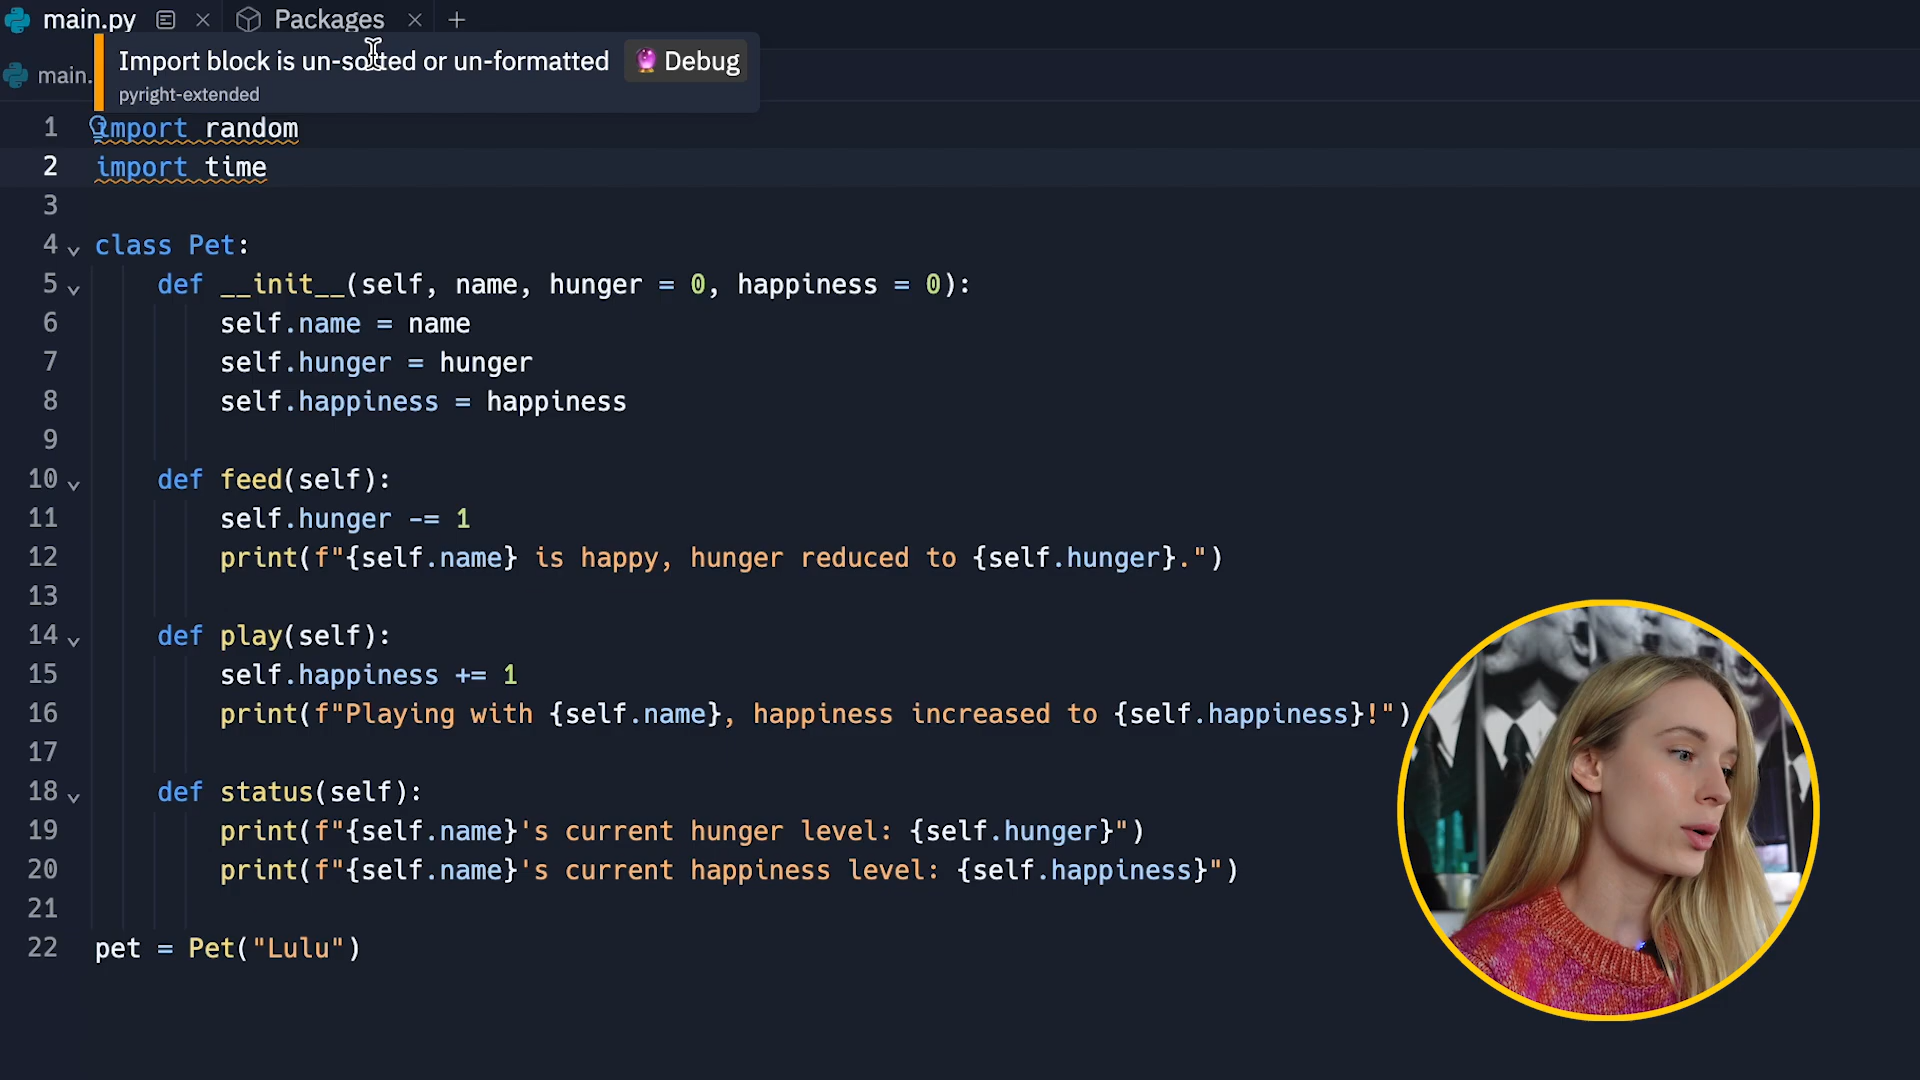 main.py
Packages
Import block is un-sorted or un-formatted
Debug
pyright-extended
main.
1 import random
2 import time
3
4 class Pet:
5 def __init__(self, name, hunger = 0, happiness = 0):
6 self.name = name
7 self.hunger = hunger
8 self.happiness = happiness
9
10 def feed(self):
11 self.hunger -= 1
12 print(f"{self.name} is happy, hunger reduced to {self.hunger}.")
13
14 def play(self):
15 self.happiness += 1
16 print(f"Playing with {self.name}, happiness increased to {self.happiness}!")
17
18 def status(self):
19 print(f"{self.name}'s current hunger level: {self.hunger}")
20 print(f"{self.name}'s current happiness level: {self.happiness}")
21
22 pet = Pet("Lulu")